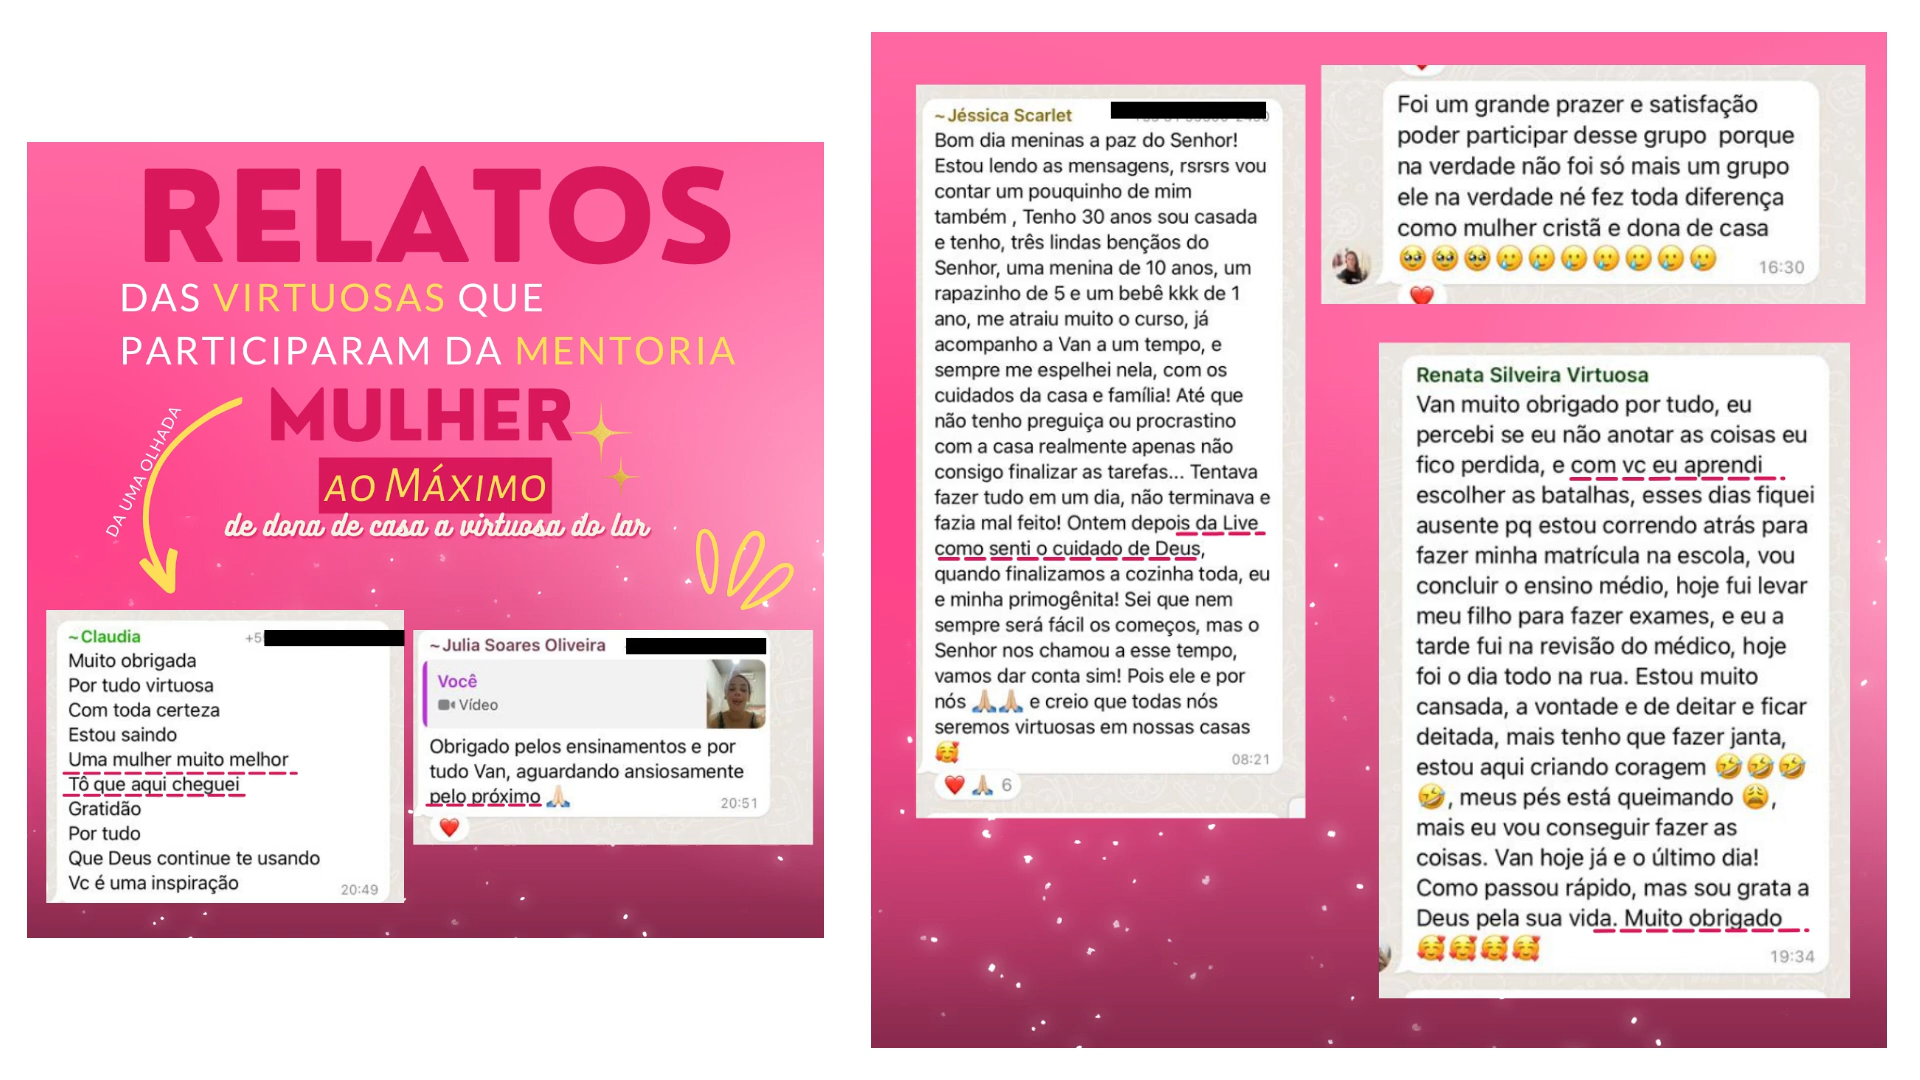 RELATOS
DAS VIRTUOSAS QUE
PARTICIPARAM DA MENTORIA
MULHER
AO MÁXIMO
de dona de casa a virtuosa do lar
DA UMA OLHADA
~Claudia +5
Muito obrigada
Por tudo virtuosa
Com toda certeza
Estou saindo
Uma mulher muito melhor
Tô que aqui cheguei
Gratidão
Por tudo
Que Deus continue te usando
Vc é uma inspiração
20:49
~Julia Soares Oliveira
Você
Vídeo
Obrigado pelos ensinamentos e por
tudo Van, aguardando ansiosamente
pelo próximo 🙏🏻
20:51
❤️
~Jéssica Scarlet
Bom dia meninas a paz do Senhor!
Estou lendo as mensagens, rsrsrs vou
contar um pouquinho de mim
também , Tenho 30 anos sou casada
e tenho, três lindas bençãos do
Senhor, uma menina de 10 anos, um
rapazinho de 5 e um bebê kkk de 1
ano, me atraiu muito o curso, já
acompanho a Van a um tempo, e
sempre me espelhei nela, com os
cuidados da casa e família! Até que
não tenho preguiça ou procrastino
com a casa realmente apenas não
consigo finalizar as tarefas... Tentava
fazer tudo em um dia, não terminava e
fazia mal feito! Ontem depois da Live
como senti o cuidado de Deus,
quando finalizamos a cozinha toda, eu
e minha primogênita! Sei que nem
sempre será fácil os começos, mas o
Senhor nos chamou a esse tempo,
vamos dar conta sim! Pois ele e por
nós 🙏🏻🙏🏻 e creio que todas nós
seremos virtuosas em nossas casas
🥰
08:21
❤️ 🙏🏻 6
Foi um grande prazer e satisfação
poder participar desse grupo porque
na verdade não foi só mais um grupo
ele na verdade né fez toda diferença
como mulher cristã e dona de casa
🥹🥹🥹🥲🥲🥲🥲🥲🥲🥲
16:30
❤️
Renata Silveira Virtuosa
Van muito obrigado por tudo, eu
percebi se eu não anotar as coisas eu
fico perdida, e com vc eu aprendi
escolher as batalhas, esses dias fiquei
ausente pq estou correndo atrás para
fazer minha matrícula na escola, vou
concluir o ensino médio, hoje fui levar
meu filho para fazer exames, e eu a
tarde fui na revisão do médico, hoje
foi o dia todo na rua. Estou muito
cansada, a vontade e de deitar e ficar
deitada, mais tenho que fazer janta,
estou aqui criando coragem 🤣🤣🤣
🤣, meus pés está queimando 😩,
mais eu vou conseguir fazer as
coisas. Van hoje já e o último dia!
Como passou rápido, mas sou grata a
Deus pela sua vida. Muito obrigado
🥰🥰🥰🥰
19:34